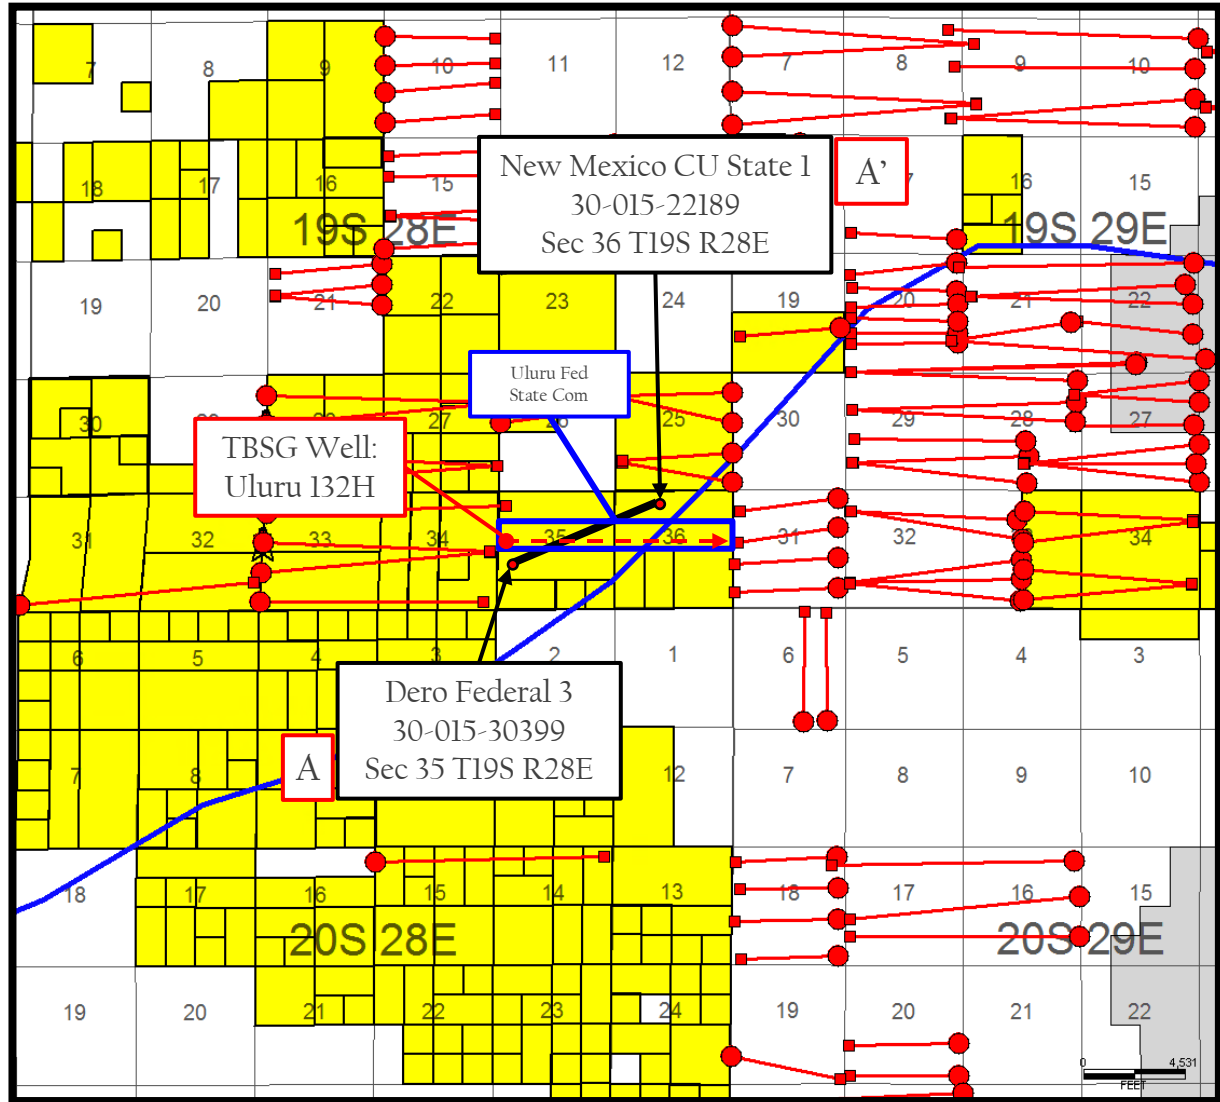 7 8 9 10 11 12 7 8 9 10
18 17 16 15 7 16 15
New Mexico CU State 1
30-015-22189
Sec 36 T19S R28E
A'
19S 28E 19S 29E
19 20 21 22 23 24 19 20 21 22
Uluru Fed
State Com
30 27 26 25 30 29 28 27
TBSG Well:
Uluru 132H
31 32 33 34 35 36 31 32 34
6 5 4 3 2 1 6 5 4 3
Dero Federal 3
30-015-30399
Sec 35 T19S R28E
A
7 8 12 7 8 9 10
18 17 16 15 14 13 18 17 16 15
20S 28E 20S 29E
19 20 21 22 23 24 19 20 21 22
0 4,531
FEET